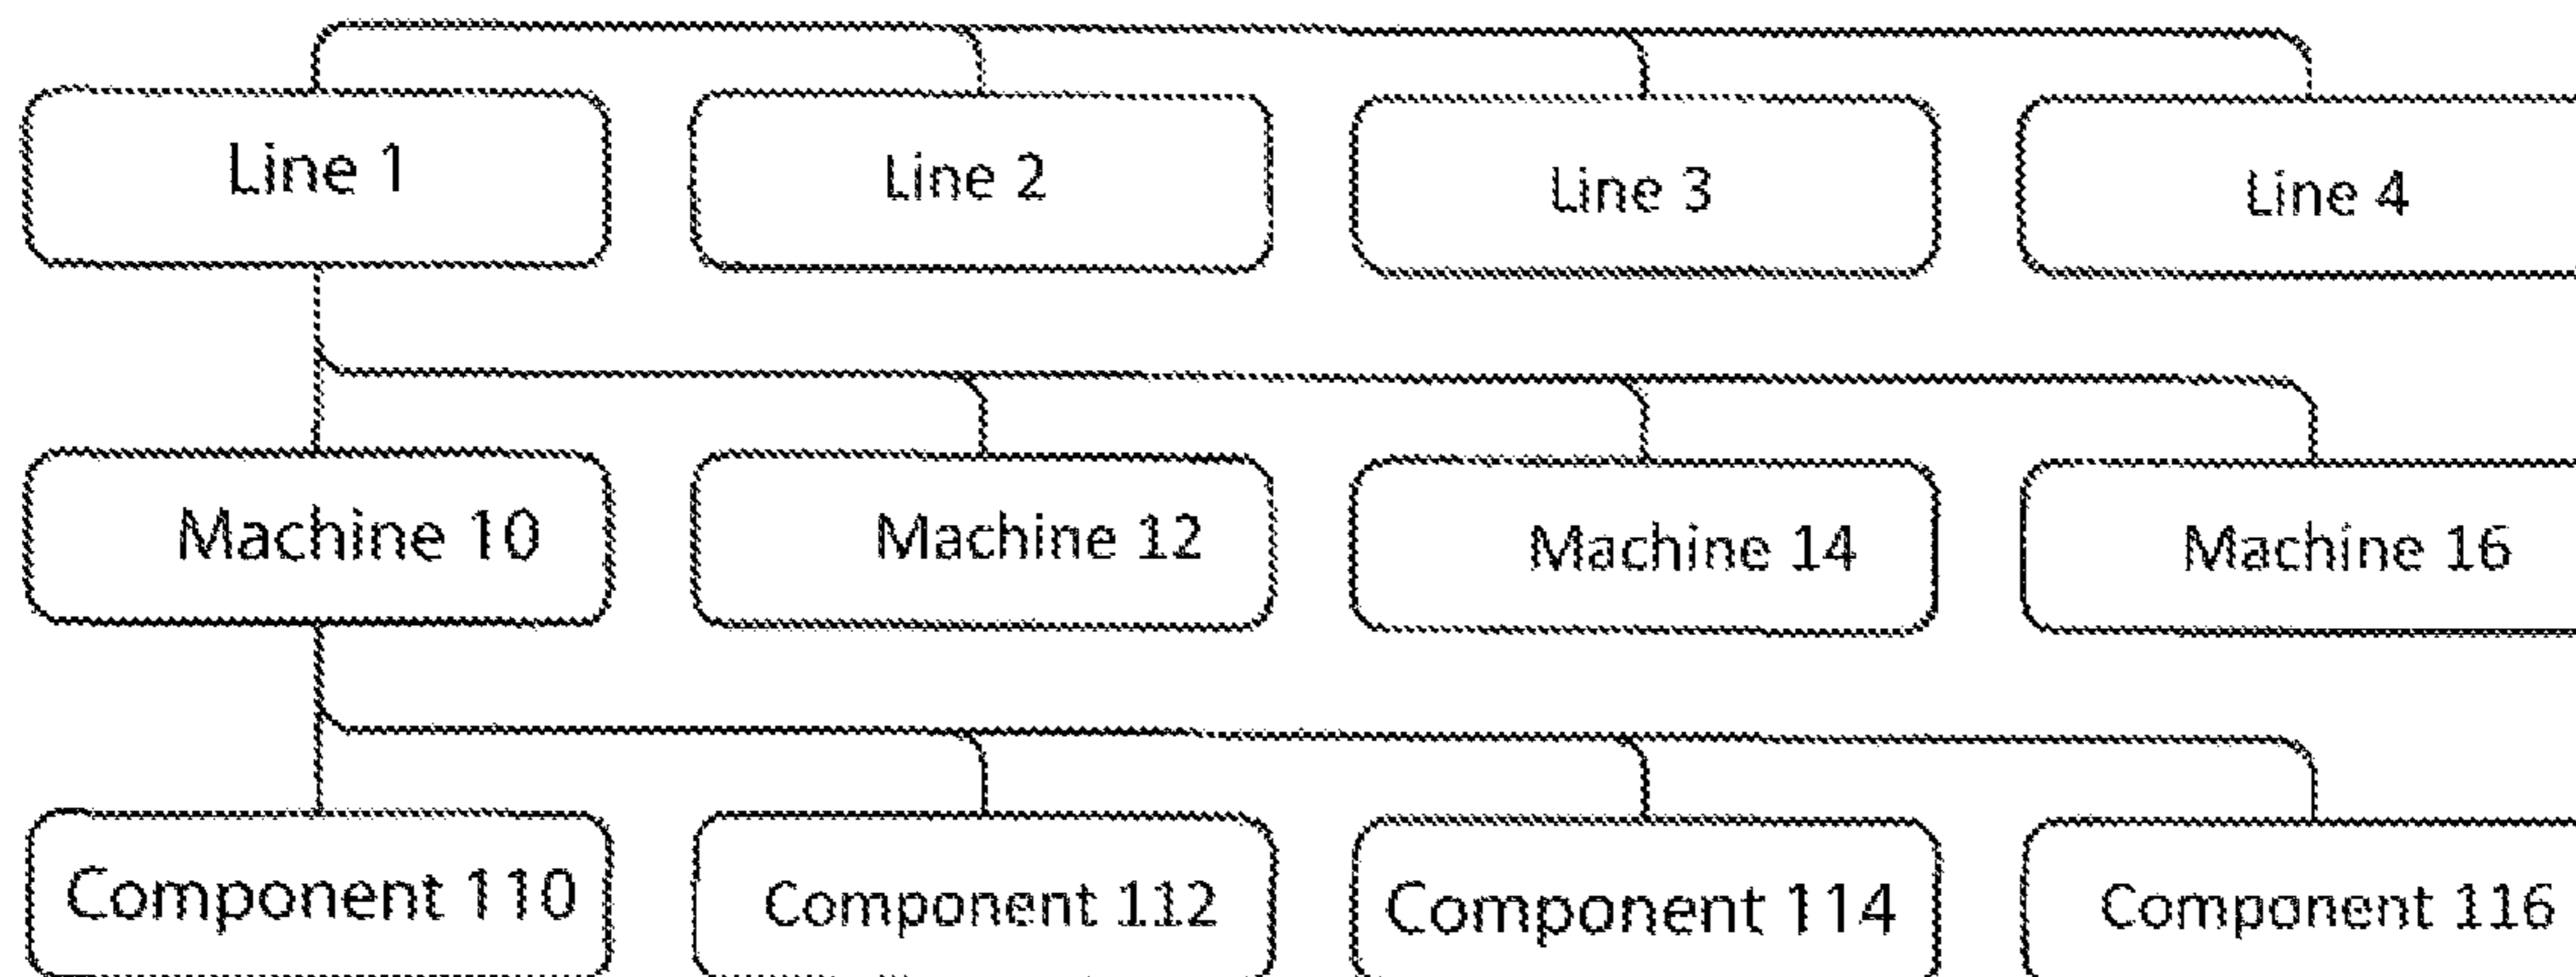 Line 1
Line 2
Line 3
Line 4
Machine 10
Machine 12
Machine 14
Machine 16
Component 110
Component 112
Component 114
Component 116